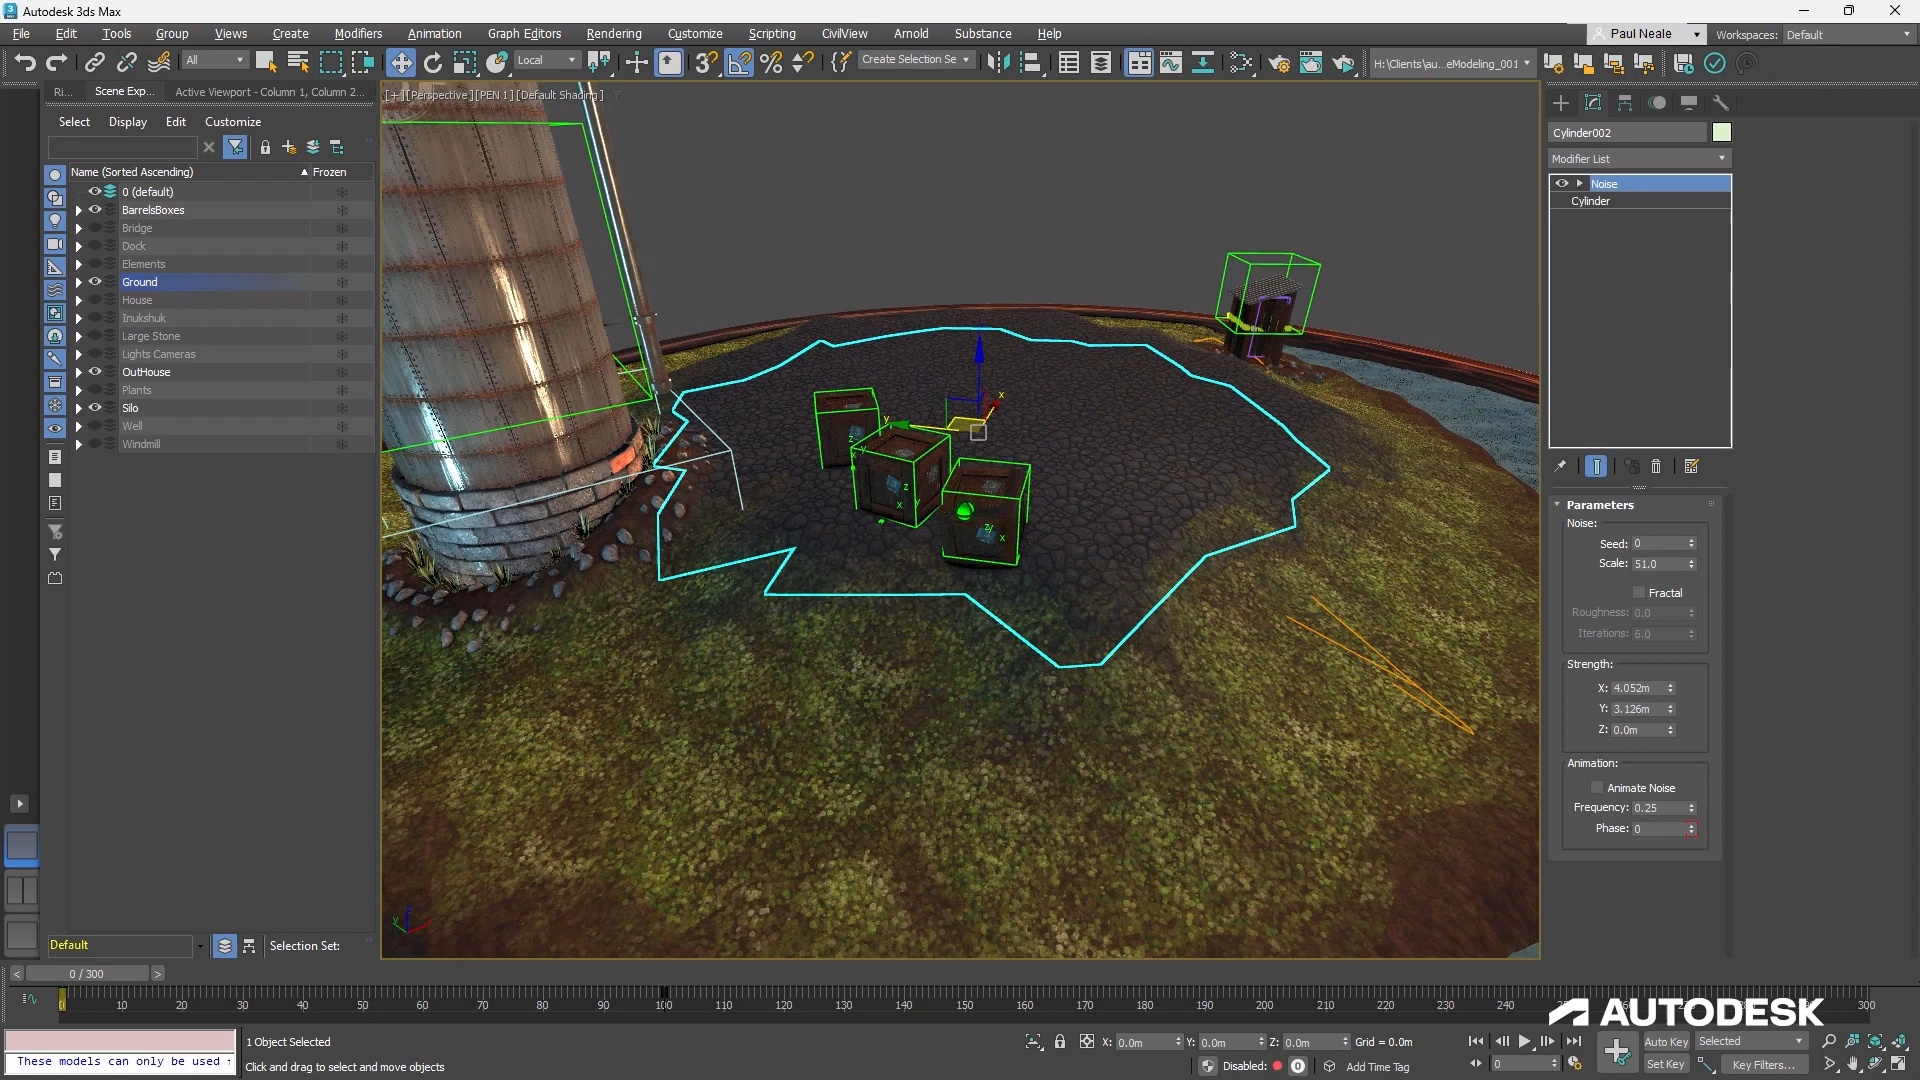 Autodesk 3ds Max
File Edit Tools Group Views Create Modifiers Animation Graph Editors Rendering Customize Scripting CivilView Arnold Substance Help
Paul Neale
Workspaces: Default
All
Local
Create Selection Se
H:\Clients\au...eModeling_001
Ri... Scene Exp... Active Viewport - Column 1, Column 2...
[+][Perspective][PEN 1][Default Shading]
Select Display Edit Customize
Name (Sorted Ascending) Frozen
0 (default)
BarrelsBoxes
Bridge
Dock
Elements
Ground
House
Inukshuk
Large Stone
Lights Cameras
OutHouse
Plants
Silo
Well
Windmill
Cylinder002
Modifier List
Noise
Cylinder
Parameters
Noise:
Seed: 0
Scale: 51.0
Fractal
Roughness: 0.0
Iterations: 6.0
Strength:
X: 4.052m
Y: 3.126m
Z: 0.0m
Animation:
Animate Noise
Frequency: 0.25
Phase: 0
Default
Selection Set:
0 / 300
0 10 20 30 40 50 60 70 80 90 100 110 120 130 140 150 160 170 180 190 200 210 220 230 240 300
AUTODESK
1 Object Selected
X: 0.0m Y: 0.0m Z: 0.0m Grid = 0.0m
Auto Key Selected
These models can only be used
Click and drag to select and move objects
Disabled: 0
Add Time Tag
0
Set Key Key Filters...